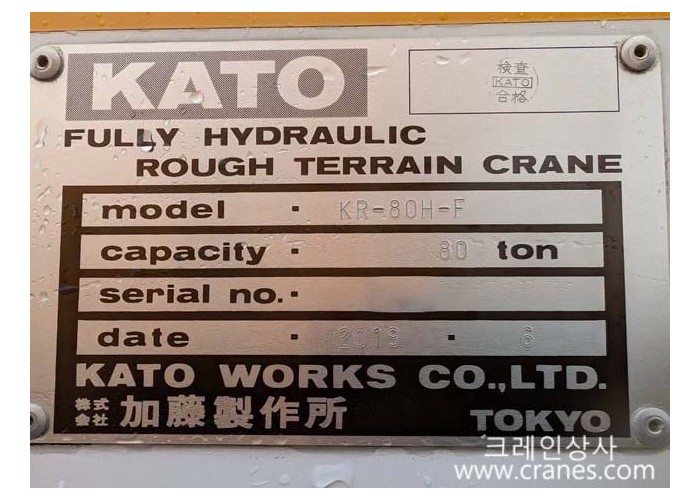 KATO
検査
KATO
合格
FULLY HYDRAULIC
ROUGH TERRAIN CRANE
model · KR-80H-F
capacity · 80 ton
serial no. ·
date · 2013 · 6
KATO WORKS CO.,LTD.
株式会社 加藤製作所 TOKYO
크레인상사
www.cranes.com